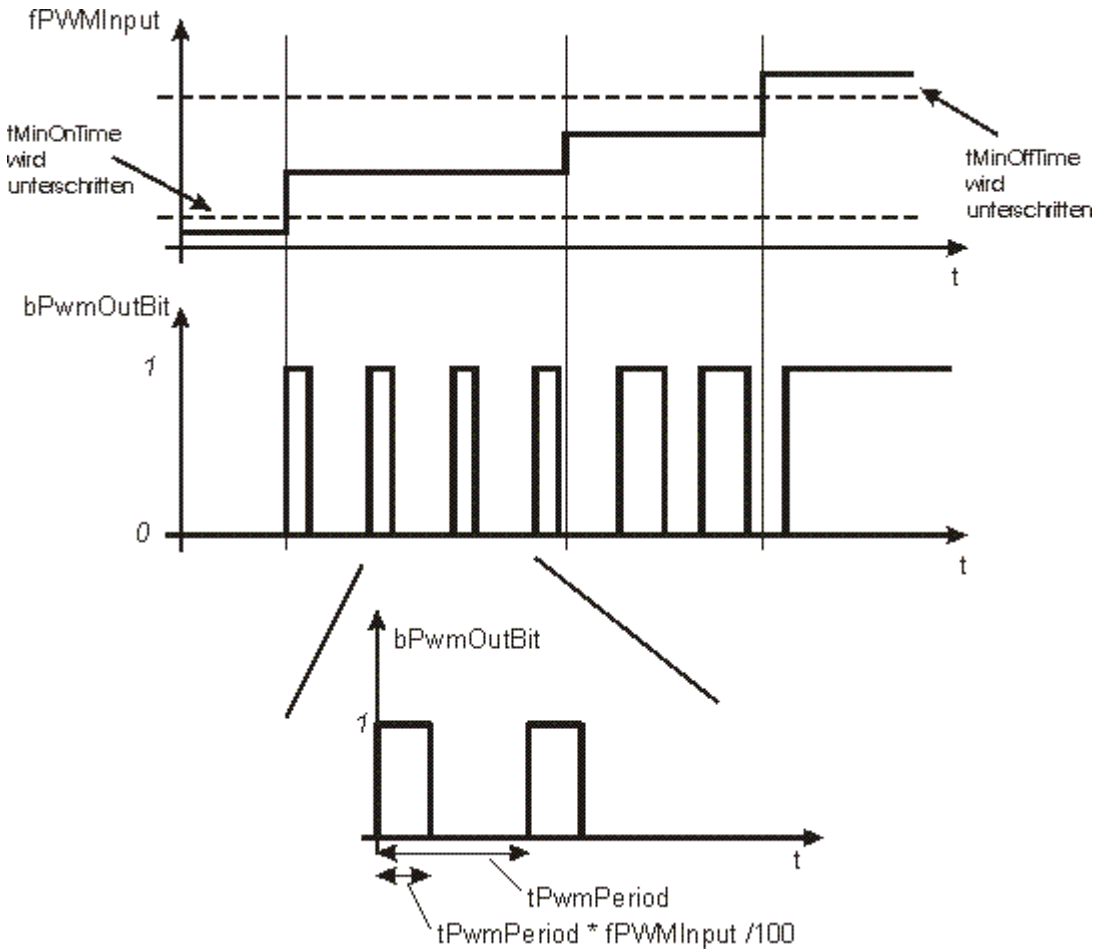 fPWMInput
tMinOnTime
wird
unterschritten
tMinOffTime
wird
unterschritten
t
bPwmOutBit
1
0
t
bPwmOutBit
1
t
tPwmPeriod
tPwmPeriod * fPWMInput /100